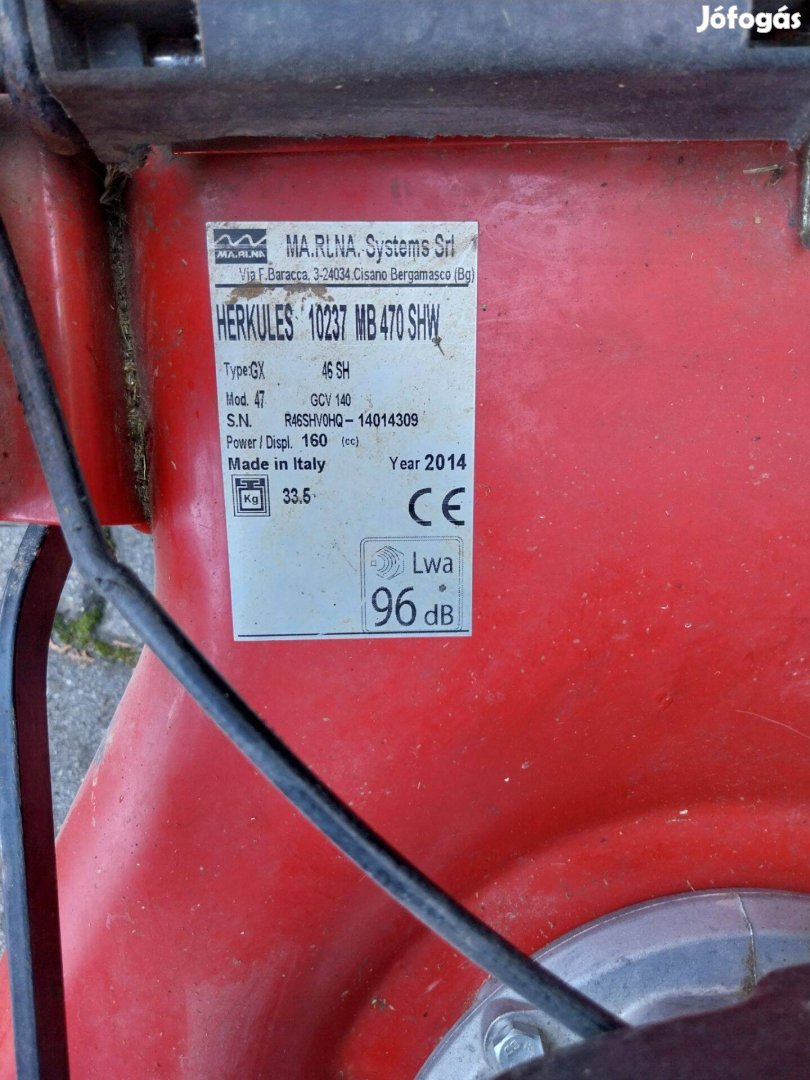 Jófogás
MA.RI.NA
MA.RI.NA. Systems Srl
Via F.Baracca, 3-24034 Cisano Bergamasco (Bg)
HERKULES 10237 MB 470 SHW
Type:GX 46 SH
Mod. 47 GCV 140
S.N. R46SHV0HQ-14014309
Power / Displ. 160 (cc)
Made in Italy Year 2014
Kg 33.5 CE
Lwa
96 dB